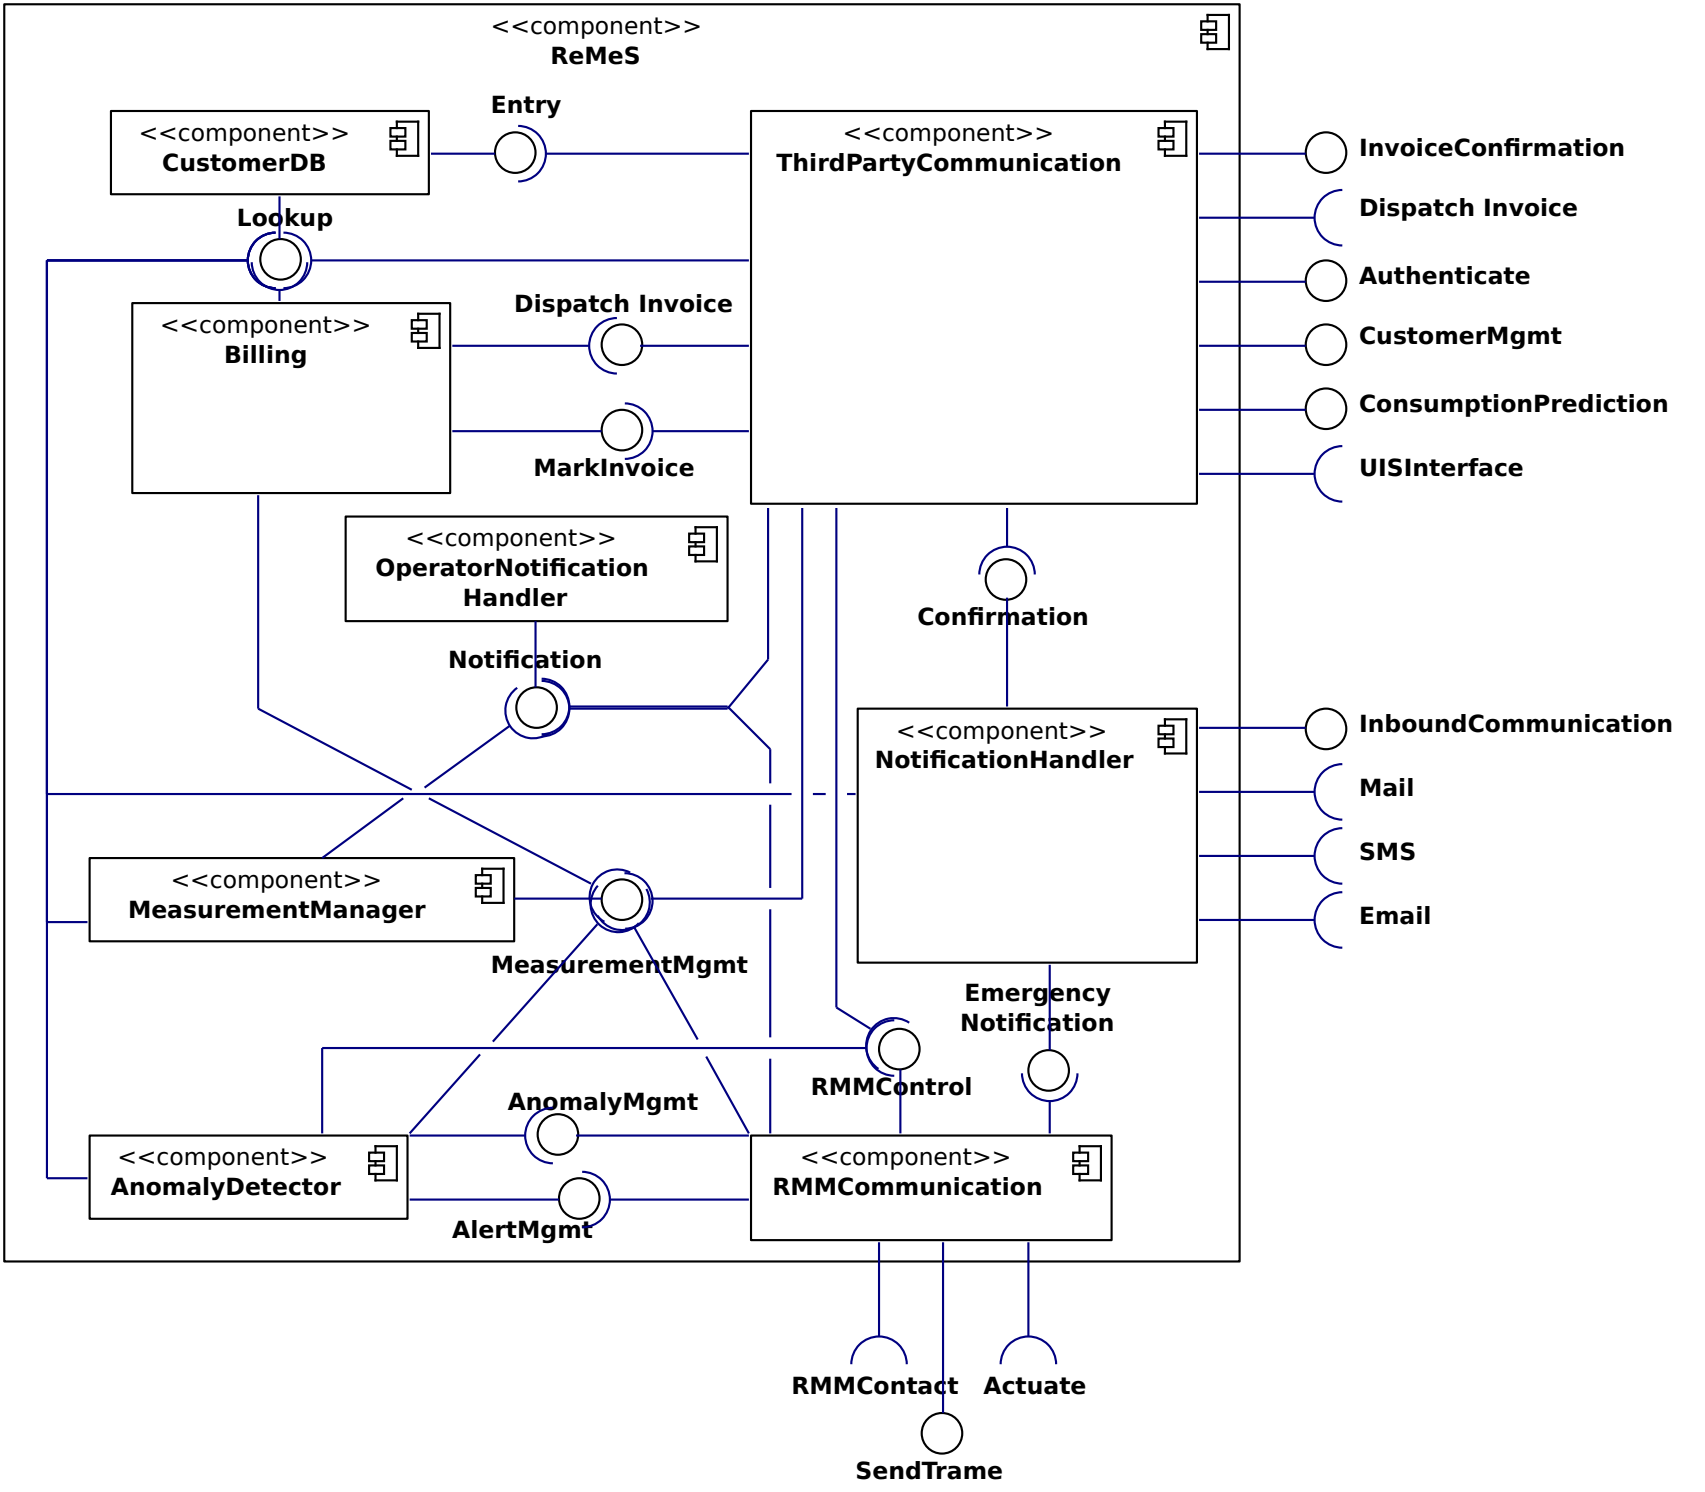 <<component>>
ReMeS
Entry
<<component>>
CustomerDB
<<component>>
ThirdPartyCommunication
InvoiceConfirmation
Lookup
Dispatch Invoice
Authenticate
Dispatch Invoice
<<component>>
Billing
CustomerMgmt
ConsumptionPrediction
MarkInvoice
UISInterface
<<component>>
OperatorNotification
Handler
Confirmation
Notification
<<component>>
NotificationHandler
InboundCommunication
Mail
SMS
<<component>>
MeasurementManager
Email
MeasurementMgmt
Emergency
Notification
RMMControl
AnomalyMgmt
<<component>>
AnomalyDetector
<<component>>
RMMCommunication
AlertMgmt
RMMContact
Actuate
SendTrame